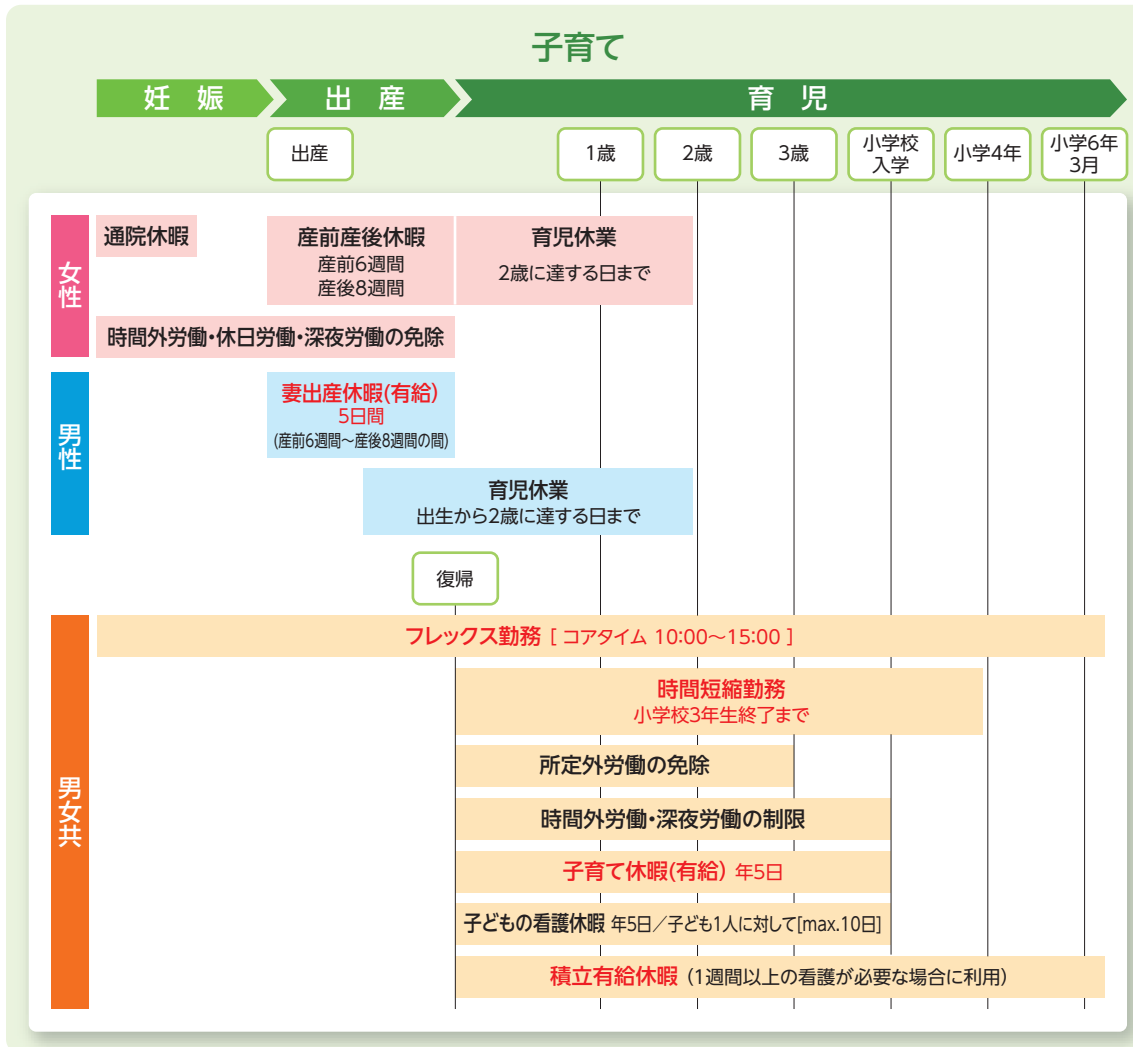 子育て
妊娠
出産
育児
出産
1歳
2歳
3歳
小学校
入学
小学4年
小学6年
3月
女性
通院休暇
産前産後休暇
産前6週間
産後8週間
育児休業
2歳に達する日まで
時間外労働・休日労働・深夜労働の免除
男性
妻出産休暇(有給)
5日間
(産前6週間～産後8週間の間)
育児休業
出生から2歳に達する日まで
復帰
男女共
フレックス勤務 [ コアタイム 10:00～15:00 ]
時間短縮勤務
小学校3年生終了まで
所定外労働の免除
時間外労働・深夜労働の制限
子育て休暇(有給) 年5日
子どもの看護休暇 年5日／子ども1人に対して[max.10日]
積立有給休暇 (1週間以上の看護が必要な場合に利用)